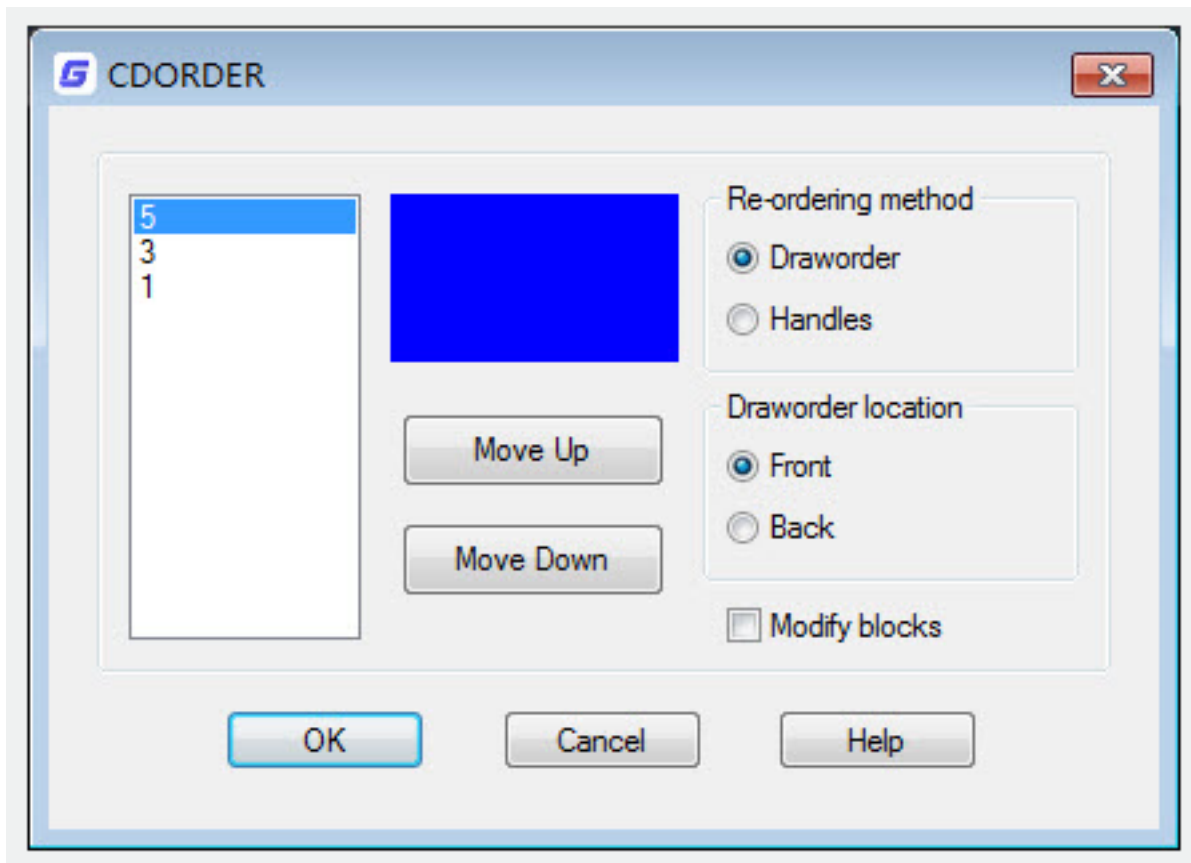 CDORDER
5
3
1
Move Up
Move Down
Re-ordering method
Draworder
Handles
Draworder location
Front
Back
Modify blocks
OK
Cancel
Help